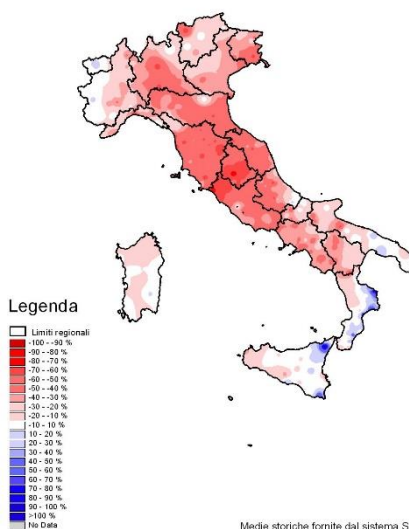 Legenda
Limiti regionali
-100 - -90 %
-90 - -80 %
-80 - -70 %
-70 - -60 %
-60 - -50 %
-50 - -40 %
-40 - -30 %
-30 - -20 %
-20 - -10 %
-10 - 10 %
10 - 20 %
20 - 30 %
30 - 40 %
40 - 50 %
50 - 60 %
60 - 70 %
70 - 80 %
80 - 90 %
90 - 100 %
>100 %
No Data
Medie storiche fornite dal sistema S